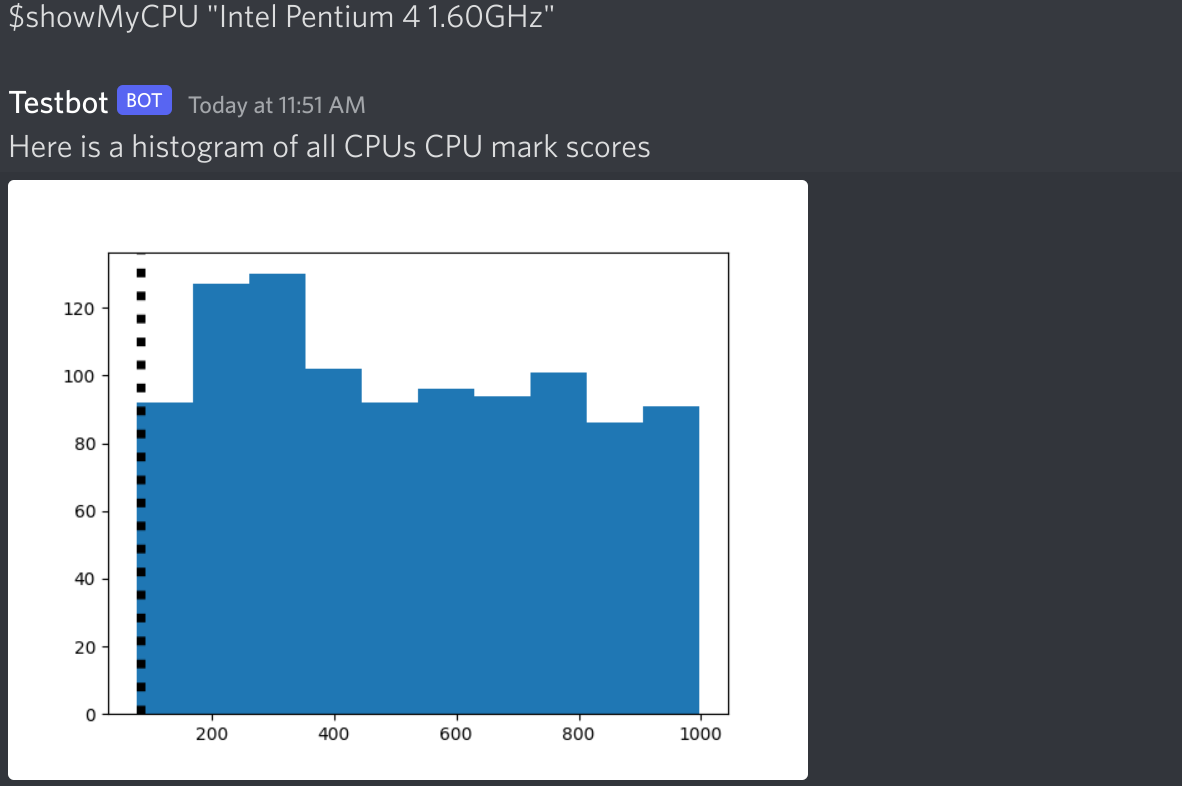 $showMyCPU "Intel Pentium 4 1.60GHz"
Testbot BOT Today at 11:51 AM
Here is a histogram of all CPUs CPU mark scores
120
100
80
60
40
20
0
200 400 600 800 1000